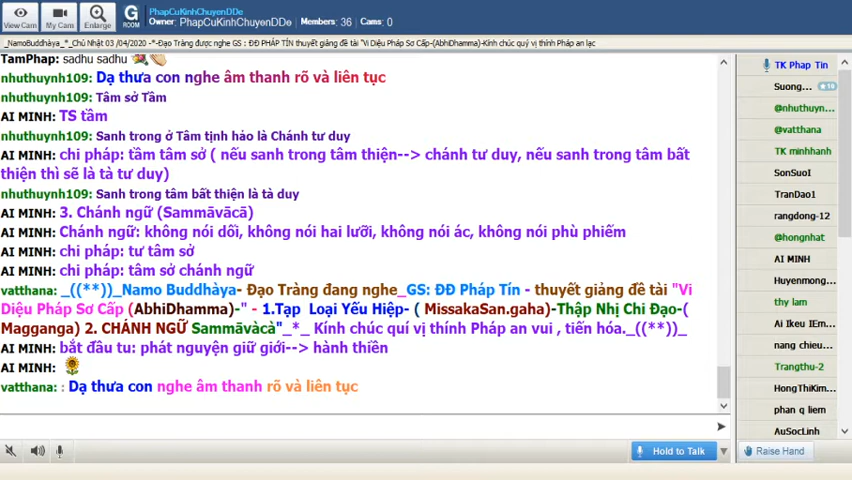 View Cam
My Cam
Enlarge
G
ROOM
PhapCuKinhChuyenDDe
Owner: PhapCuKinhChuyenDDe Members: 36 Cams: 0
_NamoBuddhàya_*_Chủ Nhật 03 /04/2020 -*-Đạo Tràng được nghe GS : ĐĐ PHÁP TÍN thuyết giảng đề tài "Vi Diệu Pháp Sơ Cấp-(AbhiDhamma)-Kính chúc quý vị thính Pháp an lạc
TamPhap: sadhu sadhu
nhuthuynh109: Dạ thưa con nghe âm thanh rõ và liên tục
nhuthuynh109: Tâm sở Tầm
AI MINH: TS tầm
nhuthuynh109: Sanh trong ở Tâm tịnh hảo là Chánh tư duy
AI MINH: chi pháp: tầm tâm sở ( nếu sanh trong tâm thiện--> chánh tư duy, nếu sanh trong tâm bất
thiện thì sẽ là tà tư duy)
nhuthuynh109: Sanh trong tâm bất thiện là tà duy
AI MINH: 3. Chánh ngữ (Sammāvācā)
AI MINH: Chánh ngữ: không nói dối, không nói hai lưỡi, không nói ác, không nói phù phiếm
AI MINH: chi pháp: tư tâm sở
AI MINH: chi pháp: tâm sở chánh ngữ
vatthana: _((**))_Namo Buddhàya- Đạo Tràng đang nghe_GS: ĐĐ Pháp Tín - thuyết giảng đề tài "Vi
Diệu Pháp Sơ Cấp (AbhiDhamma)-" - 1.Tạp Loại Yếu Hiệp- ( MissakaSan.gaha)-Thập Nhị Chi Đạo-(
Magganga) 2. CHÁNH NGỮ Sammāvàcà"_*_ Kính chúc quí vị thính Pháp an vui , tiến hóa._((**))_
AI MINH: bắt đầu tu: phát nguyện giữ giới--> hành thiền
AI MINH:
vatthana: : Dạ thưa con nghe âm thanh rõ và liên tục
Hold to Talk
TK Phap Tin
Suong...
10
@nhuthuyn...
@vatthana
TK minhhanh
SonSuoI
TranDao1
rangdong-12
@hongnhat
AI MINH
Huyenmong...
thy lam
Ai Ikeu IEm...
nang chieu...
Trangthu-2
HongThiKim...
phan q liem
AuSocLinh
Raise Hand